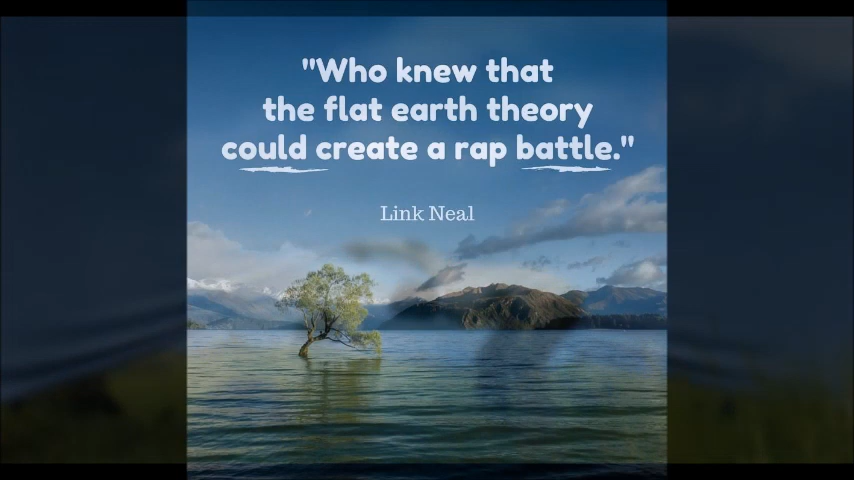 "Who knew that
the flat earth theory
could create a rap battle."
Link Neal